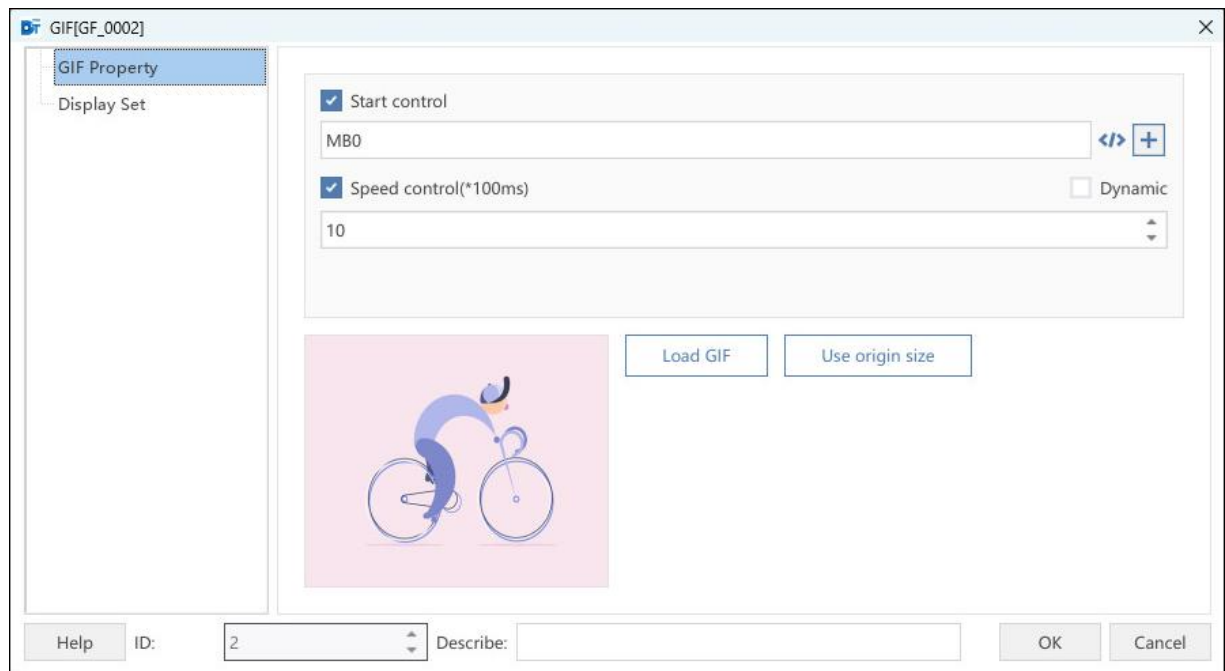 GIF[GF_0002]
GIF Property
Display Set
Start control
MB0
</>
Speed control(*100ms)
Dynamic
10
Load GIF
Use origin size
Help
ID:
2
Describe:
OK
Cancel